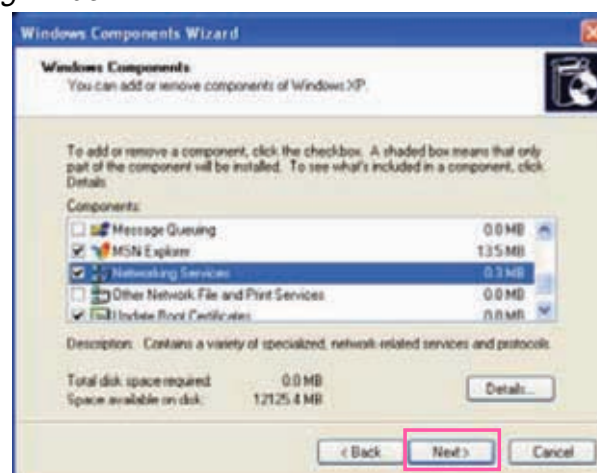 Windows Components Wizard
Windows Components
You can add or remove components of Windows XP.
To add or remove a component, click the checkbox. A shaded box means that only
part of the component will be installed. To see what's included in a component, click
Details.
Components:
Message Queuing 0.0 MB
MSN Explorer 13.5 MB
Networking Services 0.3 MB
Other Network File and Print Services 0.0 MB
Update Root Certificates 0.0 MB
Description: Contains a variety of specialized, network-related services and protocols.
Total disk space required: 0.0 MB
Space available on disk: 12125.4 MB
Details...
< Back Next > Cancel